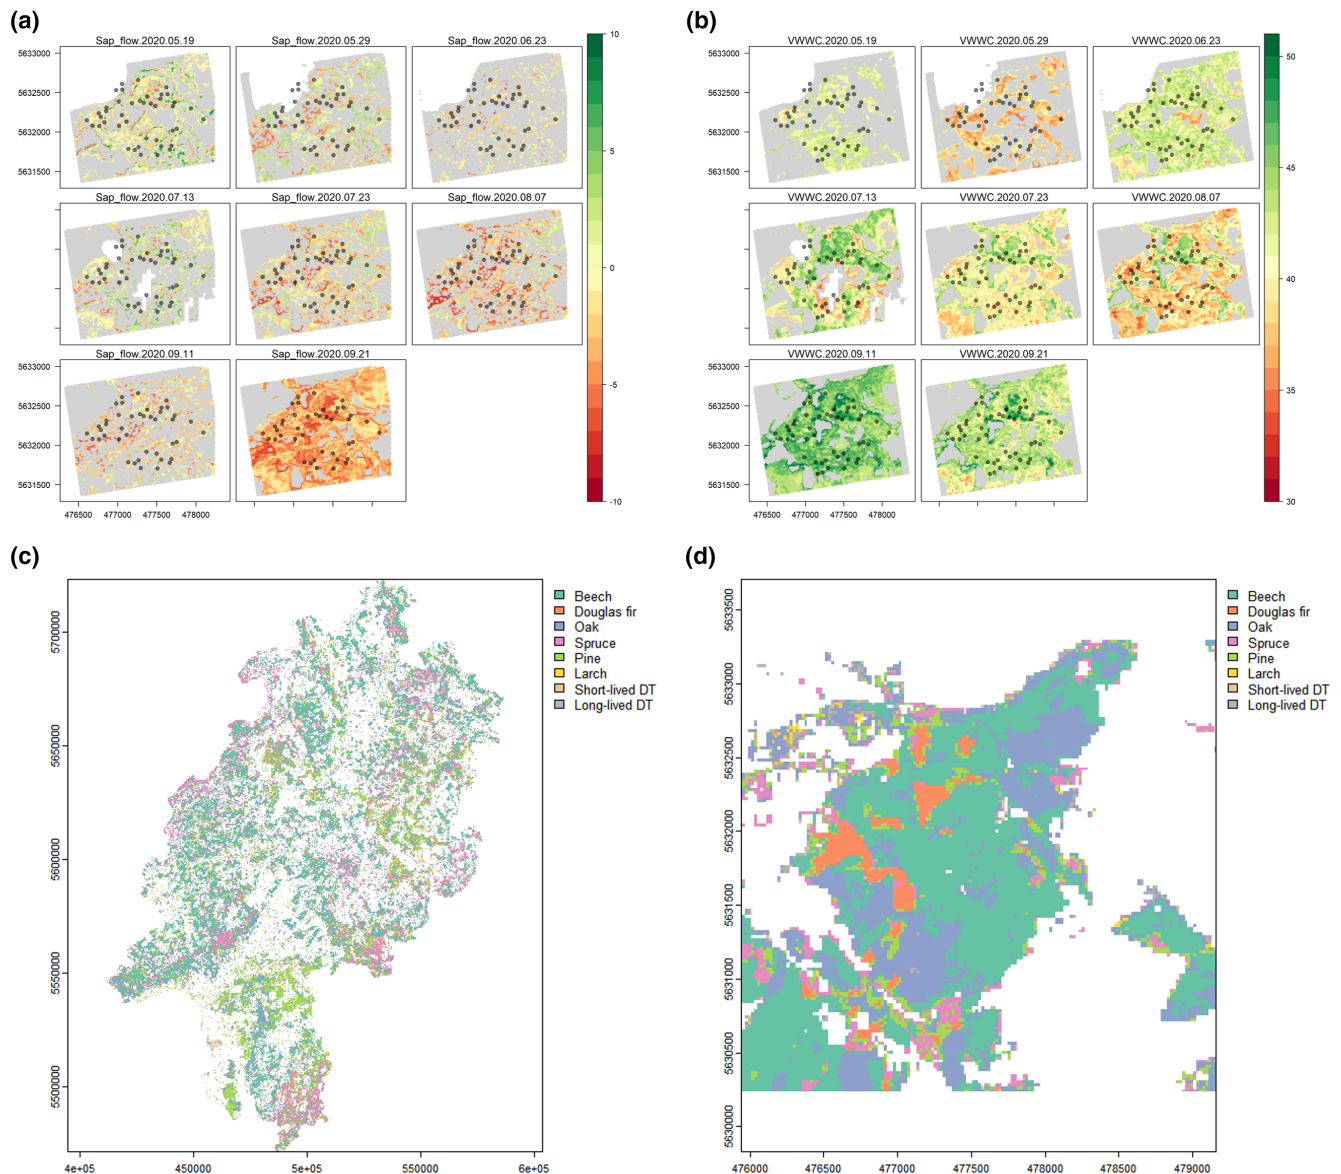 (a)
Sap_flow.2020.05.19
Sap_flow.2020.05.29
Sap_flow.2020.06.23
5633000
5632500
5632000
5631500
Sap_flow.2020.07.13
Sap_flow.2020.07.23
Sap_flow.2020.08.07
Sap_flow.2020.09.11
Sap_flow.2020.09.21
5633000
5632500
5632000
5631500
476500 477000 477500 478000
10
5
0
-5
-10
(b)
VWWC.2020.05.19
VWWC.2020.05.29
VWWC.2020.06.23
5633000
5632500
5632000
5631500
VWWC.2020.07.13
VWWC.2020.07.23
VWWC.2020.08.07
VWWC.2020.09.11
VWWC.2020.09.21
5633000
5632500
5632000
5631500
476500 477000 477500 478000
50
45
40
35
30
(c)
5700000
5650000
5600000
5550000
5500000
4e+05 450000 5e+05 550000 6e+05
Beech
Douglas fir
Oak
Spruce
Pine
Larch
Short-lived DT
Long-lived DT
(d)
5633500
5633000
5632500
5632000
5631500
5631000
5630500
5630000
476000 476500 477000 477500 478000 478500 479000
Beech
Douglas fir
Oak
Spruce
Pine
Larch
Short-lived DT
Long-lived DT